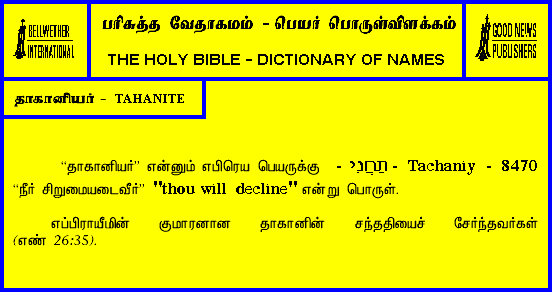 BELLWETHER
INTERNATIONAL
பரிசுத்த வேதாகமம் - பெயர் பொருள்விளக்கம்
THE HOLY BIBLE - DICTIONARY OF NAMES
GOOD NEWS
PUBLISHERS
தாகானியர் - TAHANITE
“தாகானியர்” என்னும் எபிரெய பெயருக்கு - תַּחֲנִי - Tachaniy - 8470
“நீர் சிறுமையடைவீர்” "thou will decline" என்று பொருள்.
எப்பிராயீமின் குமாரனான தாகானின் சந்ததியைச் சேர்ந்தவர்கள்
(எண் 26:35).